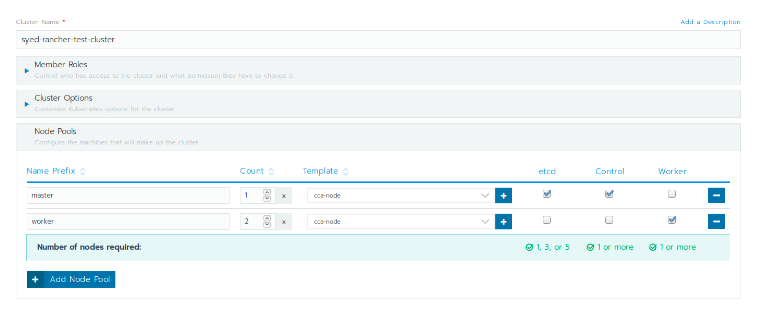 Cluster Name * Add a Description
syed-rancher-test-cluster
Member Roles
Control who has access to the cluster and what permission they have to change it.
Cluster Options
Customize Kubernetes options for the cluster
Node Pools
Configure the machines that will make up the cluster
Name Prefix Count Template etcd Control Worker
master 1 x cca-node
worker 2 x cca-node
Number of nodes required: 1, 3, or 5 1 or more 1 or more
+ Add Node Pool